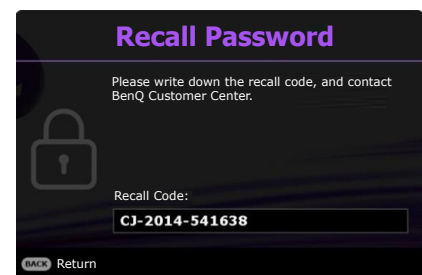 Recall Password
Please write down the recall code, and contact
BenQ Customer Center.
Recall Code:
CJ-2014-541638
BACK Return